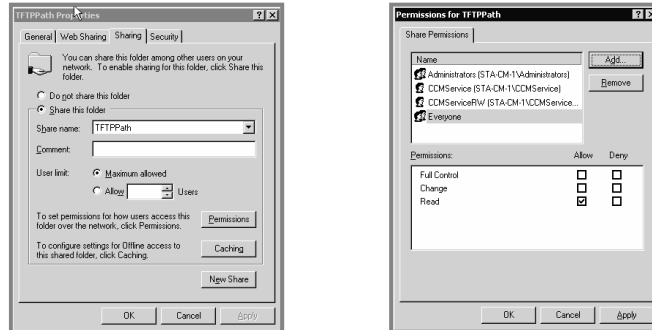 TFTPPath Properties
General
Web Sharing
Sharing
Security
You can share this folder among other users on your
network. To enable sharing for this folder, click Share this
folder.
Do not share this folder
Share this folder
Share name:
TFTPPath
Comment:
User limit:
Maximum allowed
Allow
Users
To set permissions for how users access this
folder over the network, click Permissions.
Permissions
To configure settings for Offline access to
this shared folder, click Caching.
Caching
New Share
OK
Cancel
Apply
Permissions for TFTPPath
Share Permissions
Name
Add...
Remove
Administrators (STA-CM-1\Administrators)
CCMService (STA-CM-1\CCMService)
CCMServiceRW (STA-CM-1\CCMService...
Everyone
Permissions:
Allow
Deny
Full Control
Change
Read
OK
Cancel
Apply